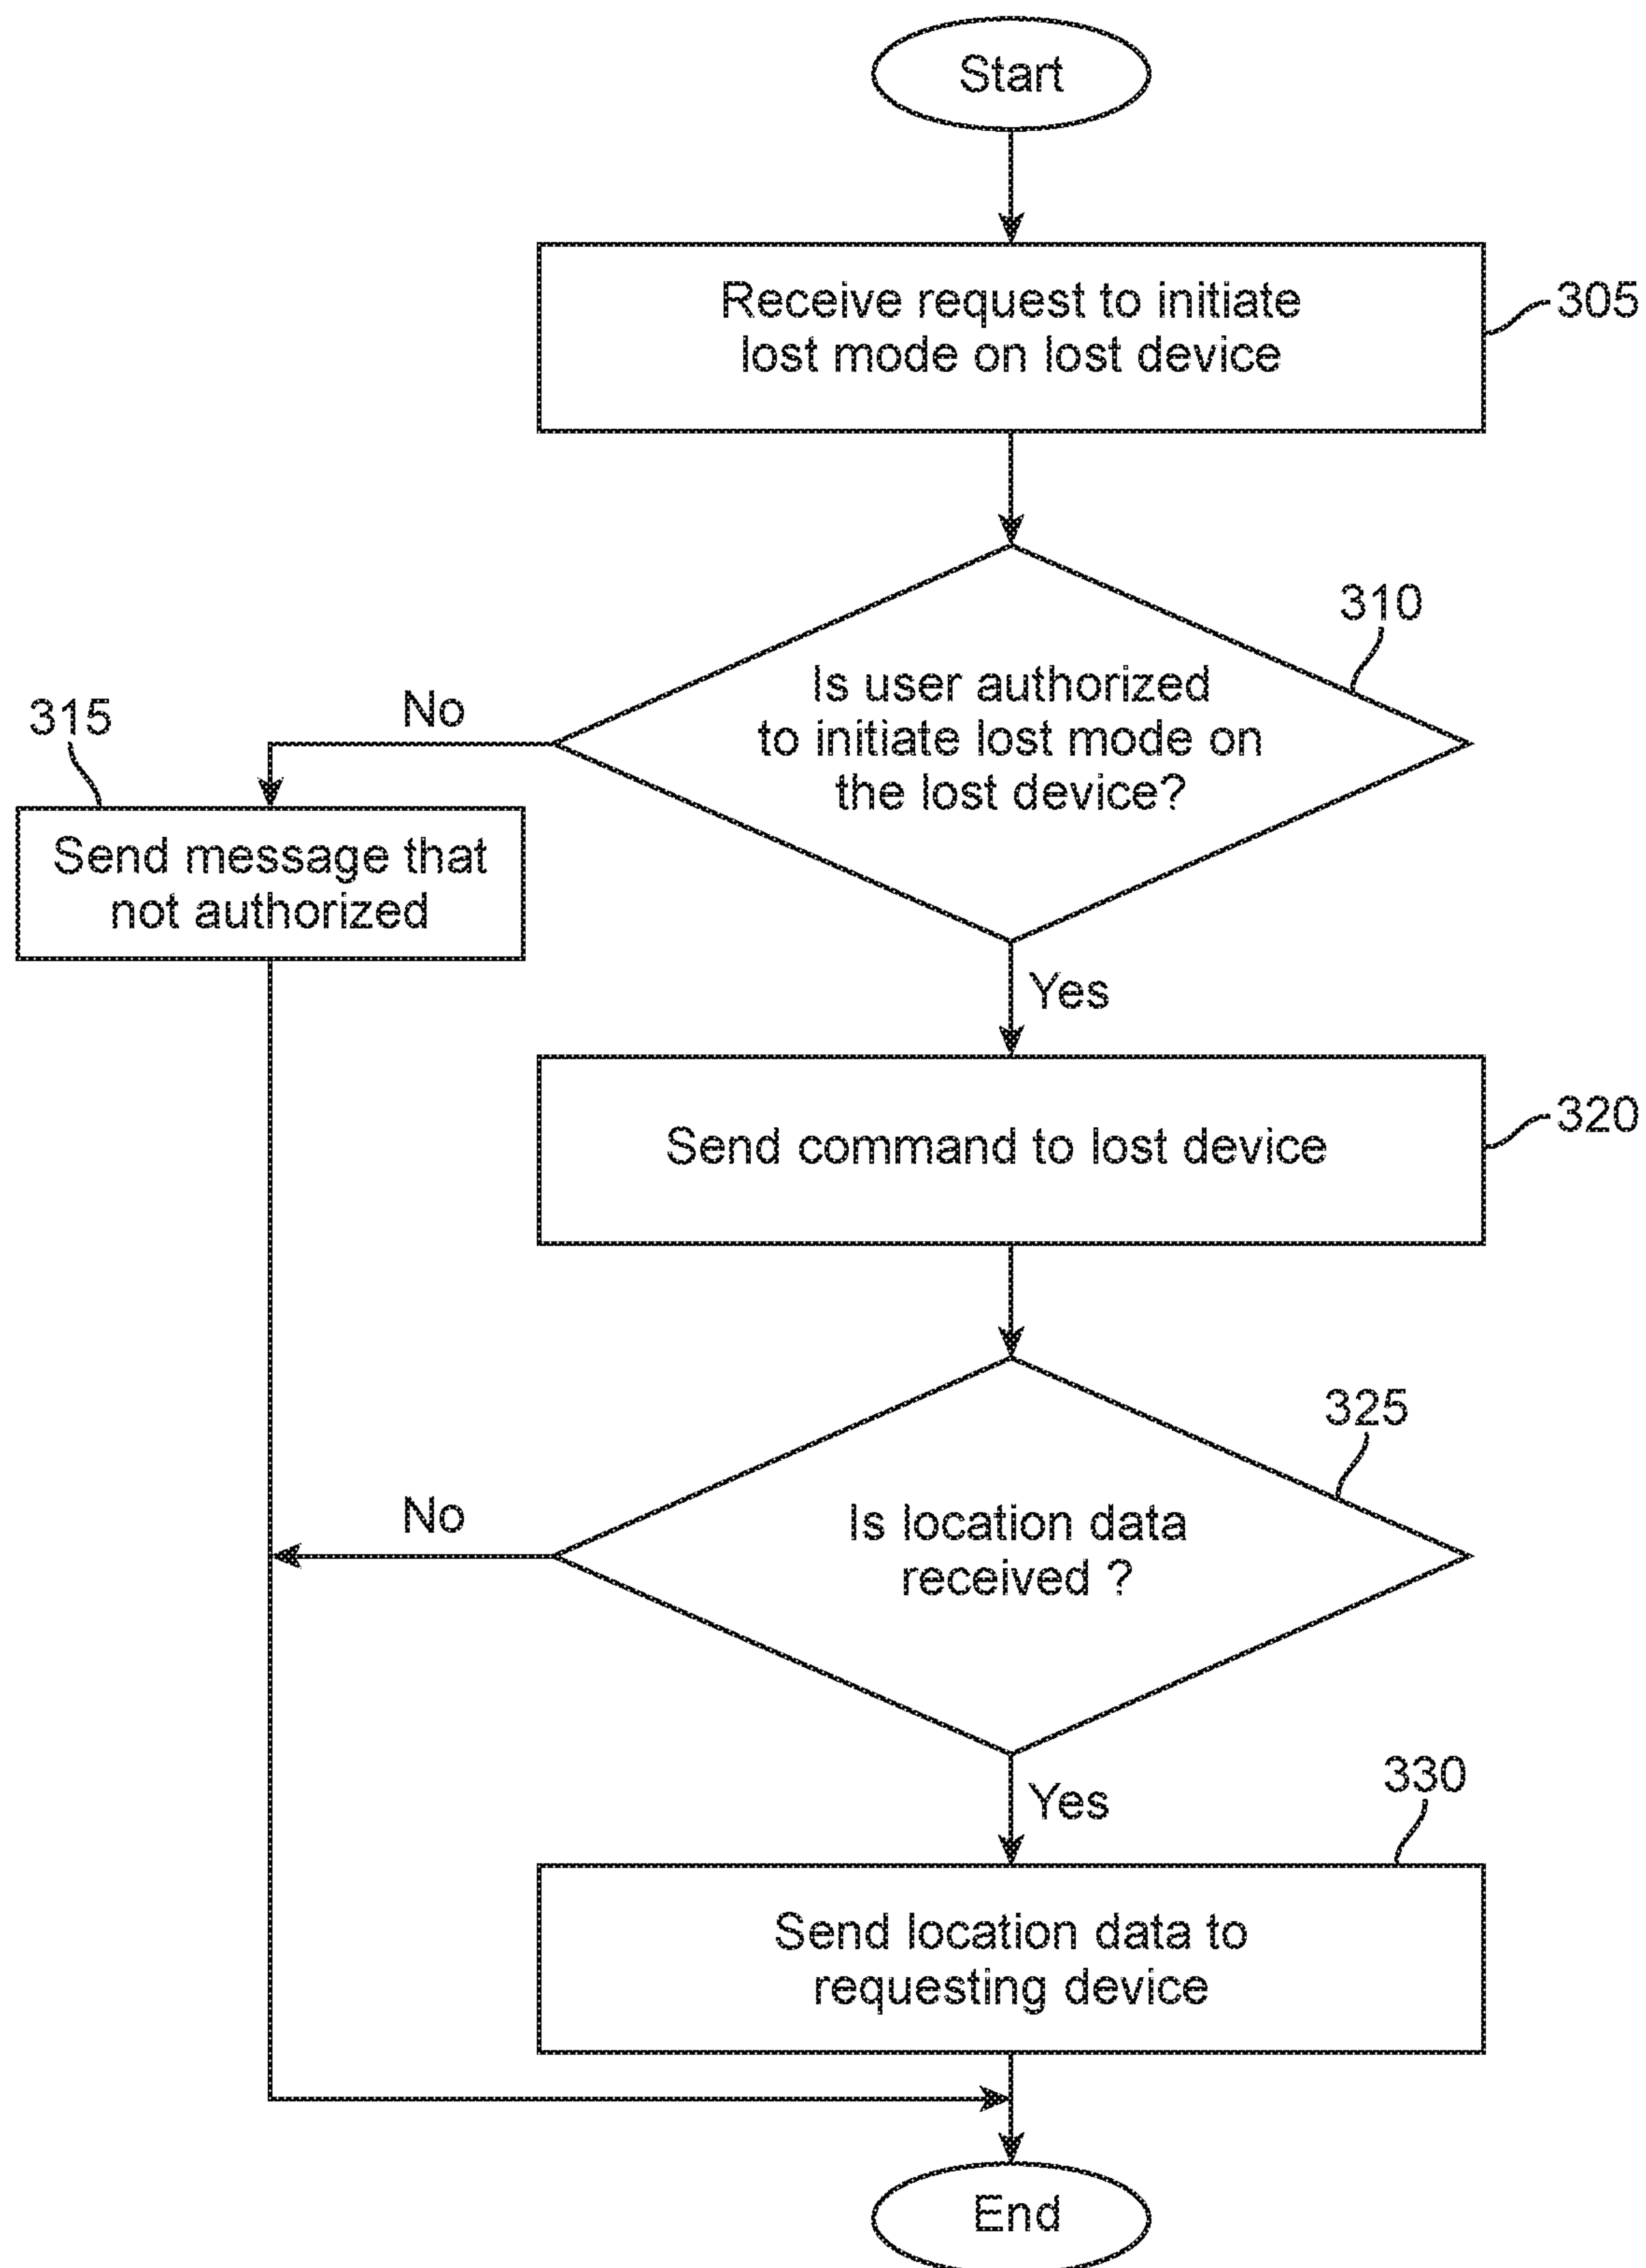 Start
Receive request to initiate
lost mode on lost device
305
310
Is user authorized
to initiate lost mode on
the lost device?
No
315
Send message that
not authorized
Yes
Send command to lost device
320
325
Is location data
received ?
No
Yes
330
Send location data to
requesting device
End